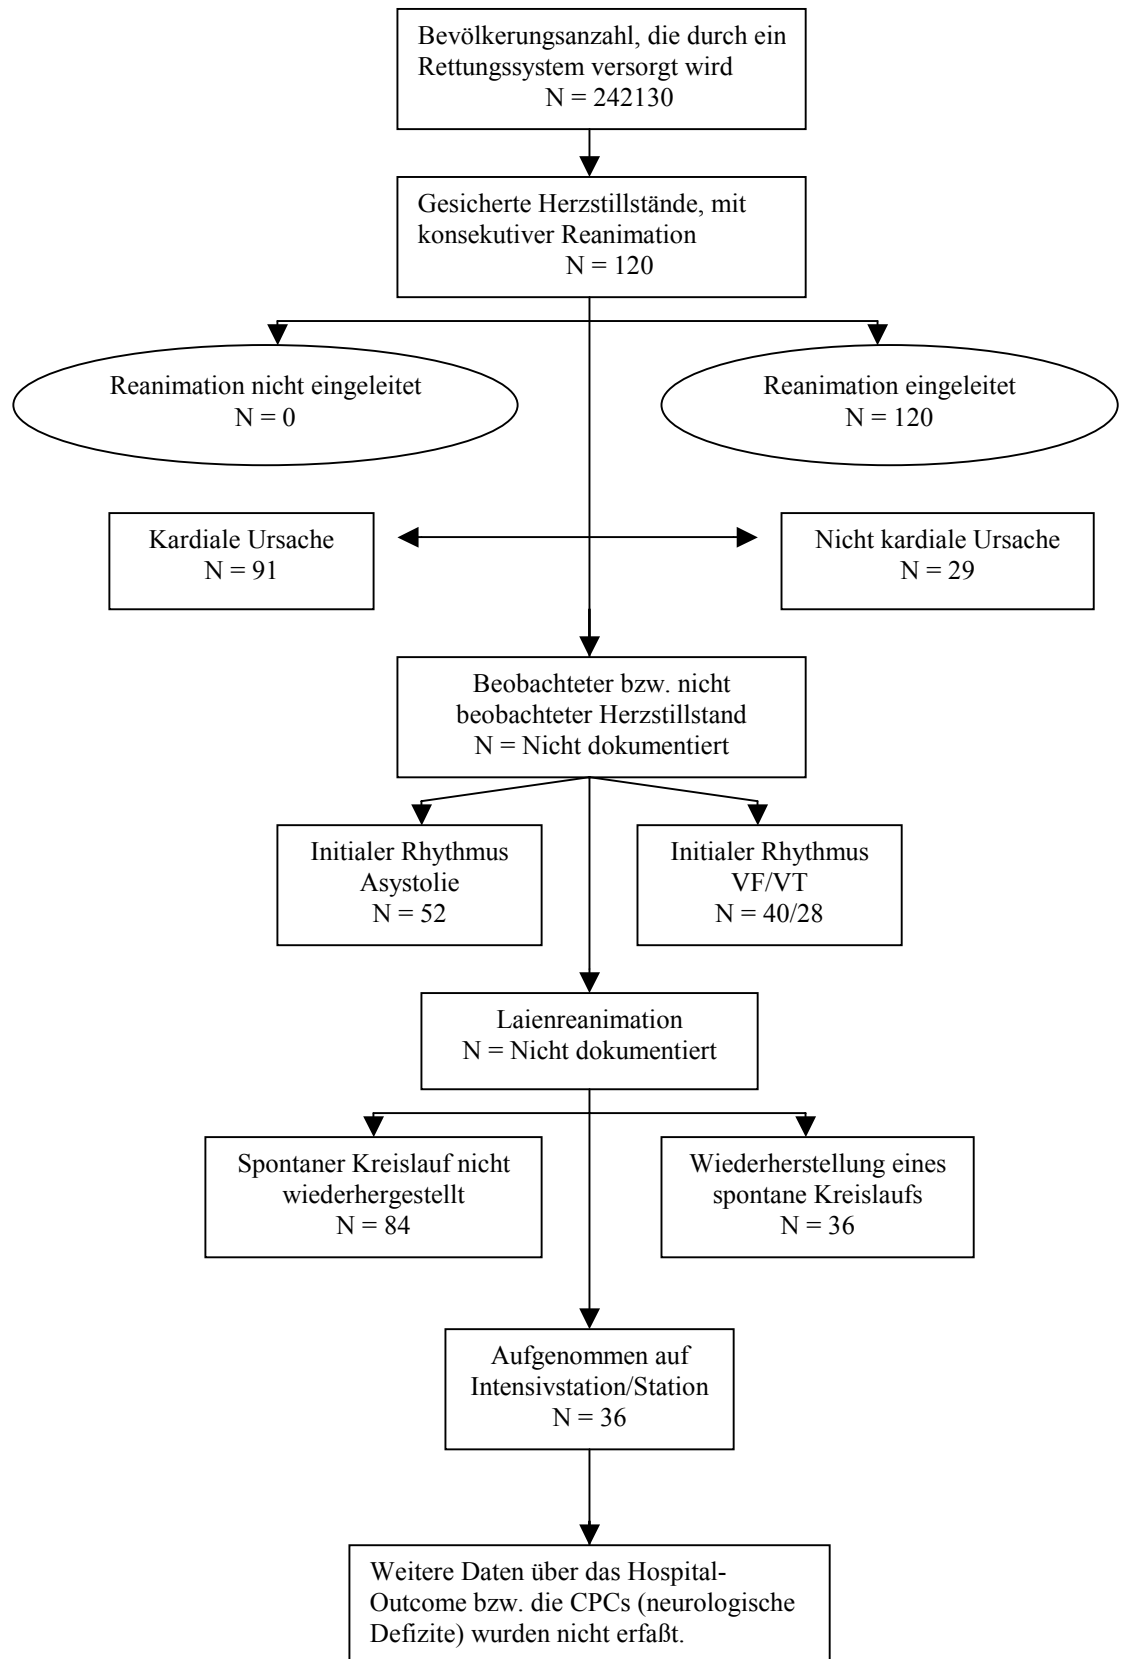 Bevölkerungsanzahl, die durch ein
Rettungssystem versorgt wird
N = 242130
Gesicherte Herzstillstände, mit
konsekutiver Reanimation
N = 120
Reanimation nicht eingeleitet
N = 0
Reanimation eingeleitet
N = 120
Kardiale Ursache
N = 91
Nicht kardiale Ursache
N = 29
Beobachteter bzw. nicht
beobachteter Herzstillstand
N = Nicht dokumentiert
Initialer Rhythmus
Asystolie
N = 52
Initialer Rhythmus
VF/VT
N = 40/28
Laienreanimation
N = Nicht dokumentiert
Spontaner Kreislauf nicht
wiederhergestellt
N = 84
Wiederherstellung eines
spontane Kreislaufs
N = 36
Aufgenommen auf
Intensivstation/Station
N = 36
Weitere Daten über das Hospital-
Outcome bzw. die CPCs (neurologische
Defizite) wurden nicht erfaßt.